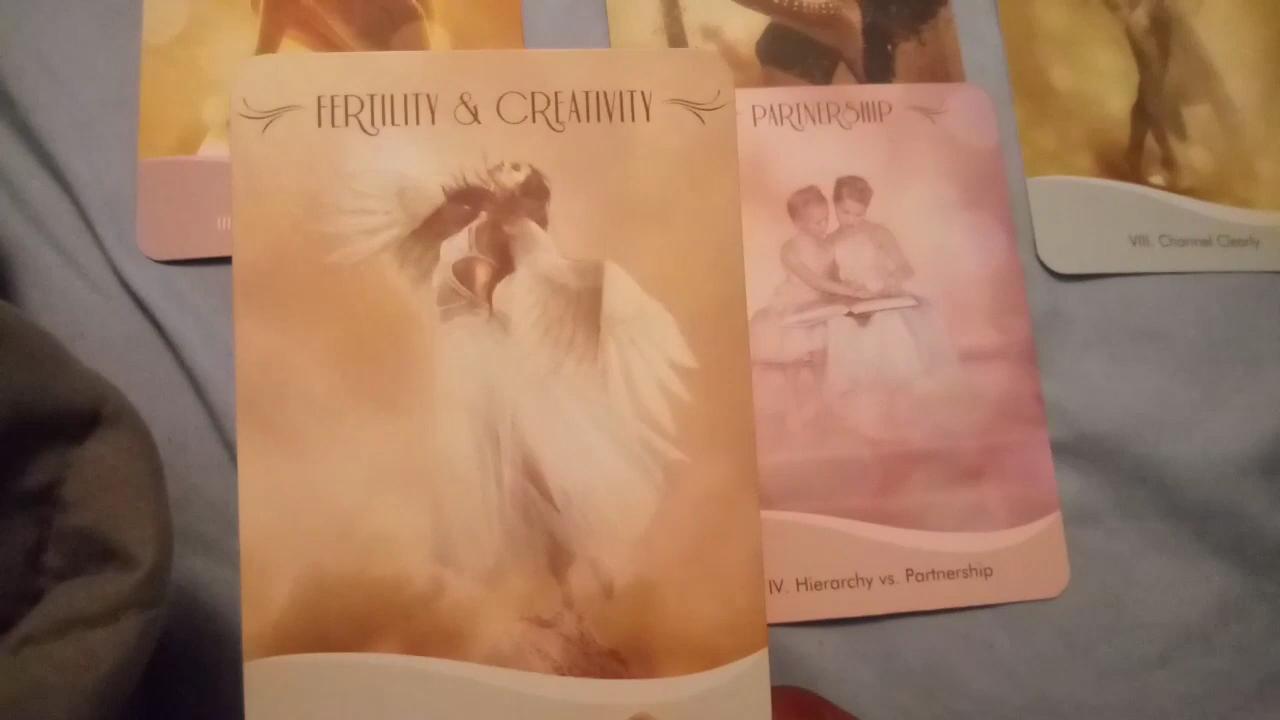 FERTILITY & CREATIVITY
PARTNERSHIP
VIII. Channel Clearly
IV. Hierarchy vs. Partnership